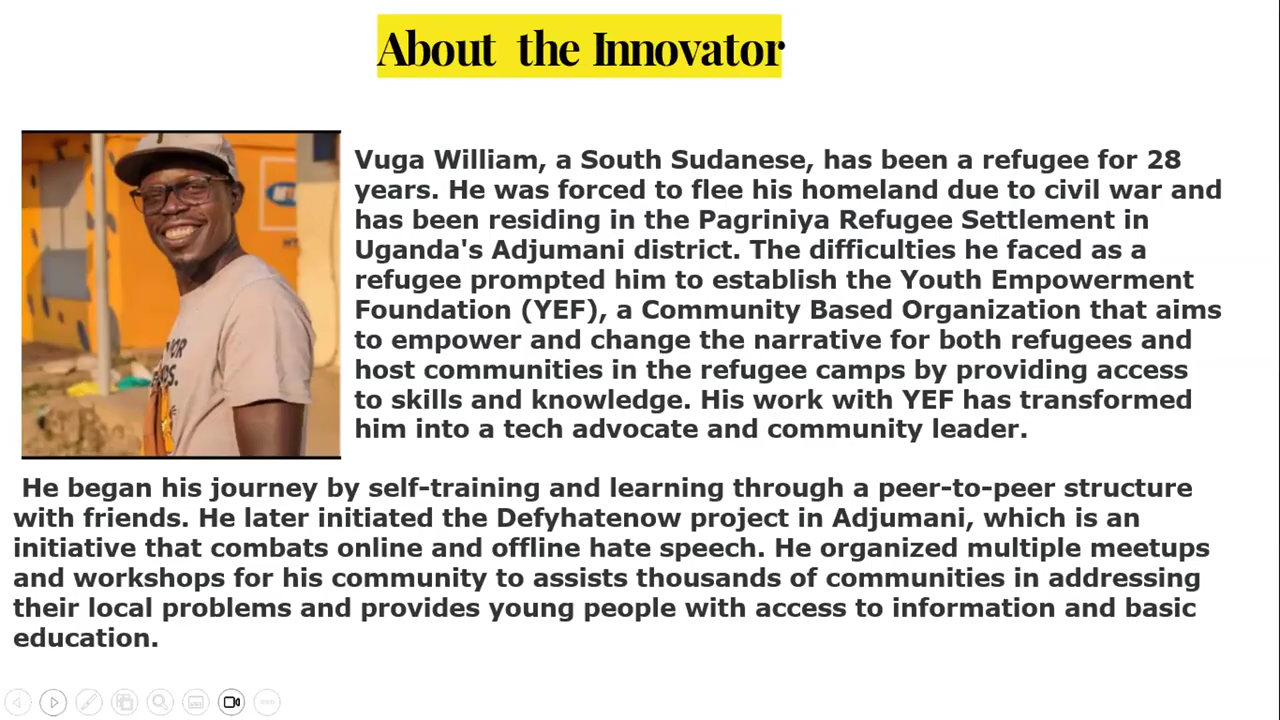 About the Innovator
Vuga William, a South Sudanese, has been a refugee for 28
years. He was forced to flee his homeland due to civil war and
has been residing in the Pagriniya Refugee Settlement in
Uganda's Adjumani district. The difficulties he faced as a
refugee prompted him to establish the Youth Empowerment
Foundation (YEF), a Community Based Organization that aims
to empower and change the narrative for both refugees and
host communities in the refugee camps by providing access
to skills and knowledge. His work with YEF has transformed
him into a tech advocate and community leader.
He began his journey by self-training and learning through a peer-to-peer structure
with friends. He later initiated the Defyhatenow project in Adjumani, which is an
initiative that combats online and offline hate speech. He organized multiple meetups
and workshops for his community to assists thousands of communities in addressing
their local problems and provides young people with access to information and basic
education.